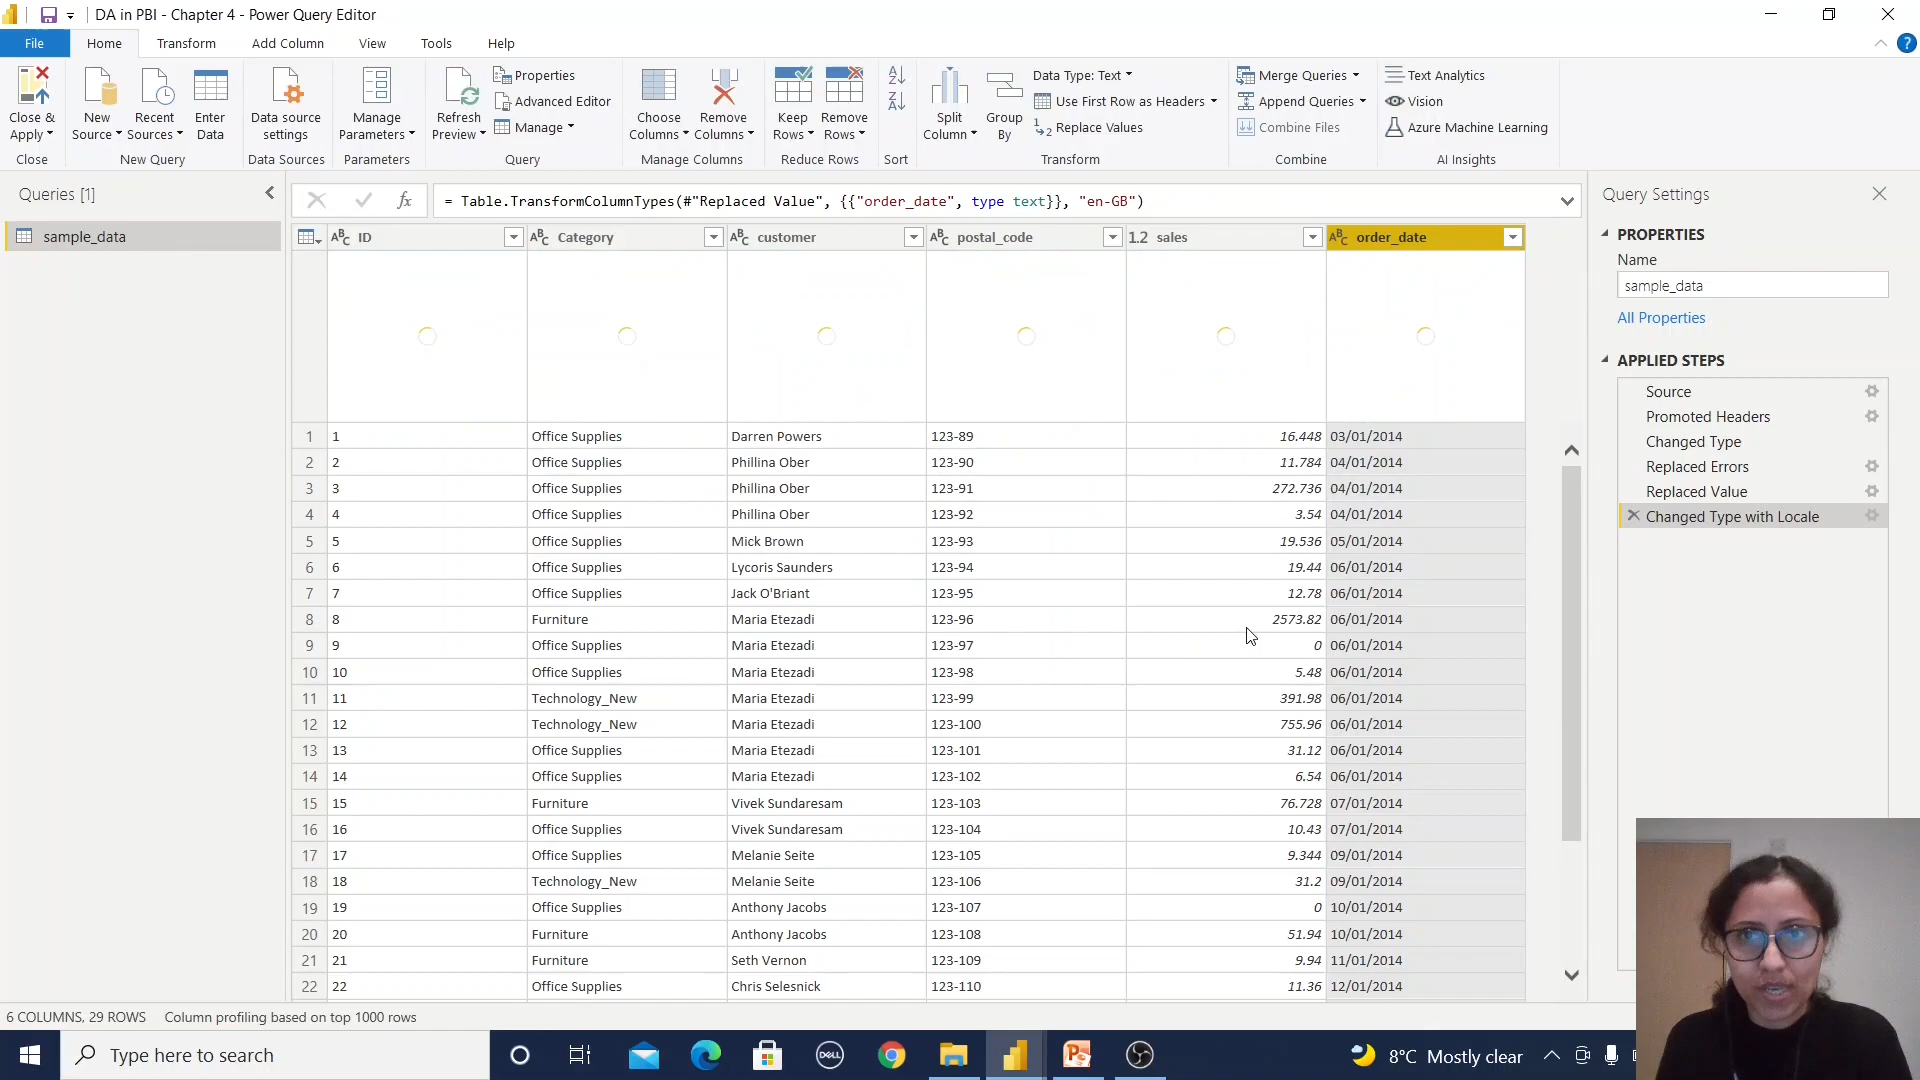 DA in PBI - Chapter 4 - Power Query Editor
File Home Transform Add Column View Tools Help
Close & Apply
Close
New Source
Recent Sources
Enter Data
New Query
Data source settings
Data Sources
Manage Parameters
Parameters
Refresh Preview
Properties
Advanced Editor
Manage
Query
Choose Columns
Remove Columns
Manage Columns
Keep Rows
Remove Rows
Reduce Rows
Sort
Split Column
Group By
Data Type: Text
Use First Row as Headers
Replace Values
Transform
Merge Queries
Append Queries
Combine Files
Combine
Text Analytics
Vision
Azure Machine Learning
AI Insights
Queries [1]
sample_data
= Table.TransformColumnTypes(#"Replaced Value", {{"order_date", type text}}, "en-GB")
ID Category customer postal_code 1.2 sales order_date
1 1 Office Supplies Darren Powers 123-89 16.448 03/01/2014
2 2 Office Supplies Phillina Ober 123-90 11.784 04/01/2014
3 3 Office Supplies Phillina Ober 123-91 272.736 04/01/2014
4 4 Office Supplies Phillina Ober 123-92 3.54 04/01/2014
5 5 Office Supplies Mick Brown 123-93 19.536 05/01/2014
6 6 Office Supplies Lycoris Saunders 123-94 19.44 06/01/2014
7 7 Office Supplies Jack O'Briant 123-95 12.78 06/01/2014
8 8 Furniture Maria Etezadi 123-96 2573.82 06/01/2014
9 9 Office Supplies Maria Etezadi 123-97 0 06/01/2014
10 10 Office Supplies Maria Etezadi 123-98 5.48 06/01/2014
11 11 Technology_New Maria Etezadi 123-99 391.98 06/01/2014
12 12 Technology_New Maria Etezadi 123-100 755.96 06/01/2014
13 13 Office Supplies Maria Etezadi 123-101 31.12 06/01/2014
14 14 Office Supplies Maria Etezadi 123-102 6.54 06/01/2014
15 15 Furniture Vivek Sundaresam 123-103 76.728 07/01/2014
16 16 Office Supplies Vivek Sundaresam 123-104 10.43 07/01/2014
17 17 Office Supplies Melanie Seite 123-105 9.344 09/01/2014
18 18 Technology_New Melanie Seite 123-106 31.2 09/01/2014
19 19 Office Supplies Anthony Jacobs 123-107 0 10/01/2014
20 20 Furniture Anthony Jacobs 123-108 51.94 10/01/2014
21 21 Furniture Seth Vernon 123-109 9.94 11/01/2014
22 22 Office Supplies Chris Selesnick 123-110 11.36 12/01/2014
Query Settings
PROPERTIES
Name
sample_data
All Properties
APPLIED STEPS
Source
Promoted Headers
Changed Type
Replaced Errors
Replaced Value
Changed Type with Locale
6 COLUMNS, 29 ROWS Column profiling based on top 1000 rows
Type here to search
DELL
8°C Mostly clear